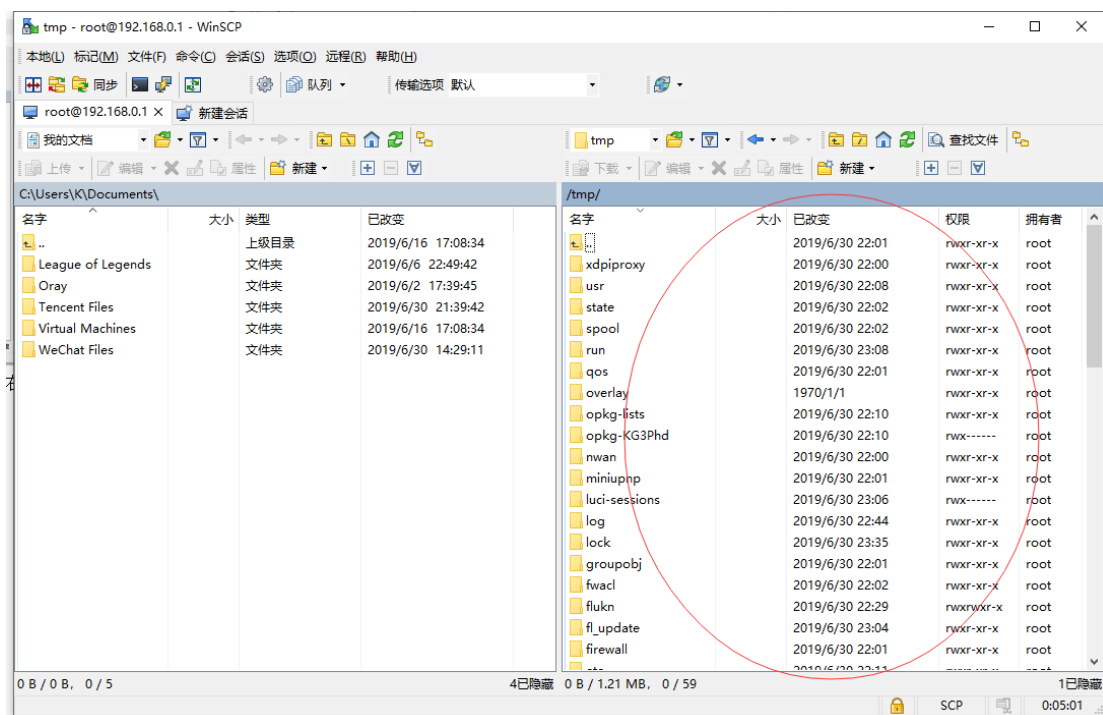 tmp - root@192.168.0.1 - WinSCP
本地(L) 标记(M) 文件(F) 命令(C) 会话(S) 选项(O) 远程(R) 帮助(H)
同步 队列 传输选项 默认
root@192.168.0.1 × 新建会话
我的文档 tmp 查找文件
上传 编辑 属性 新建 下载 编辑 属性 新建
C:\Users\K\Documents\ /tmp/
名字 大小 类型 已改变 名字 大小 已改变 权限 拥有者
.. 上级目录 2019/6/16 17:08:34 .. 2019/6/30 22:01 rwxr-xr-x root
League of Legends 文件夹 2019/6/6 22:49:42 xdpiproxy 2019/6/30 22:00 rwxr-xr-x root
Oray 文件夹 2019/6/2 17:39:45 usr 2019/6/30 22:08 rwxr-xr-x root
Tencent Files 文件夹 2019/6/30 21:39:42 state 2019/6/30 22:02 rwxr-xr-x root
Virtual Machines 文件夹 2019/6/16 17:08:34 spool 2019/6/30 22:02 rwxr-xr-x root
WeChat Files 文件夹 2019/6/30 14:29:11 run 2019/6/30 23:08 rwxr-xr-x root
qos 2019/6/30 22:01 rwxr-xr-x root
overlay 1970/1/1 rwxr-xr-x root
opkg-lists 2019/6/30 22:10 rwxr-xr-x root
opkg-KG3Phd 2019/6/30 22:10 rwx------ root
nwan 2019/6/30 22:00 rwxr-xr-x root
miniupnp 2019/6/30 22:01 rwxr-xr-x root
luci-sessions 2019/6/30 23:06 rwx------ root
log 2019/6/30 22:44 rwxr-xr-x root
lock 2019/6/30 23:35 rwxr-xr-x root
groupobj 2019/6/30 22:01 rwxr-xr-x root
fwacl 2019/6/30 22:02 rwxr-xr-x root
flukn 2019/6/30 22:29 rwxrwxr-x root
fl_update 2019/6/30 23:04 rwxr-xr-x root
firewall 2019/6/30 22:01 rwxr-xr-x root
0 B / 0 B, 0 / 5 4已隐藏 0 B / 1.21 MB, 0 / 59 1已隐藏
SCP 0:05:01